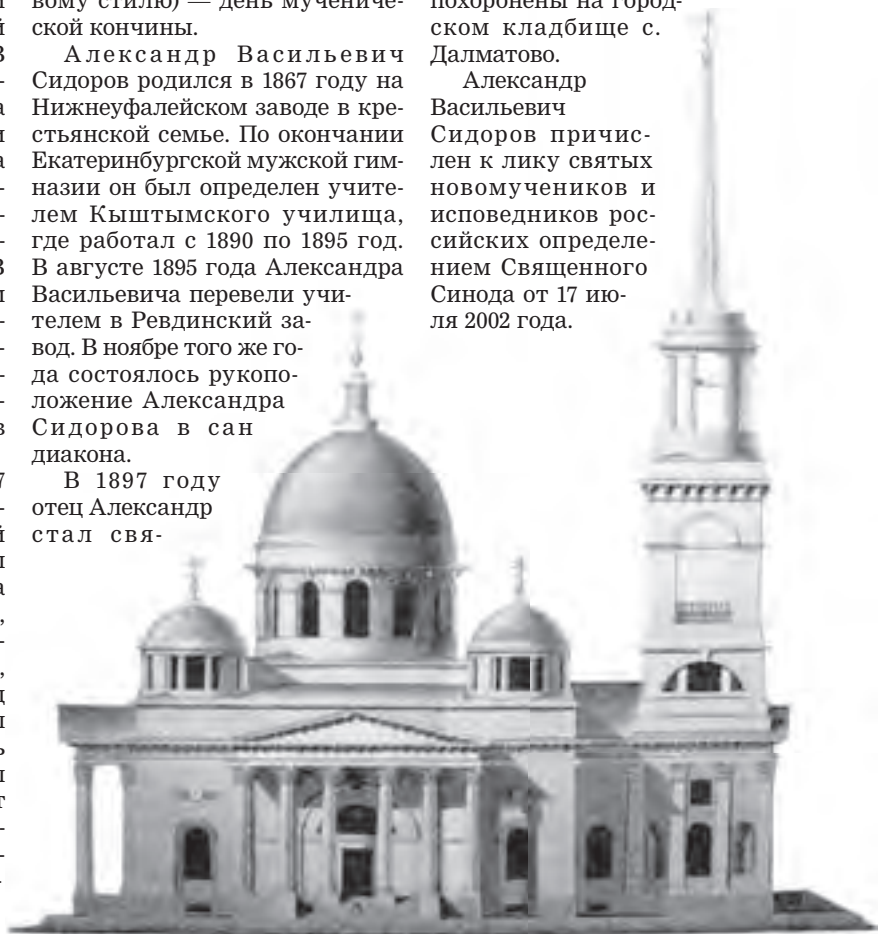 вому стилю) — день мучениче-
ской кончины.
Александр Васильевич
Сидоров родился в 1867 году на
Нижнеуфалейском заводе в кре-
стьянской семье. По окончании
Екатеринбургской мужской гим-
назии он был определен учите-
лем Кыштымского училища,
где работал с 1890 по 1895 год.
В августе 1895 года Александра
Васильевича перевели учи-
телем в Ревдинский за-
вод. В ноябре того же го-
да состоялось рукопо-
ложение Александра
Сидорова в сан
диакона.
В 1897 году
отец Александр
стал свя-
похоронены на город-
ском кладбище с.
Далматово.
Александр
Васильевич
Сидоров причис-
лен к лику святых
новомучеников и
исповедников рос-
сийских определе-
нием Священного
Синода от 17 ию-
ля 2002 года.